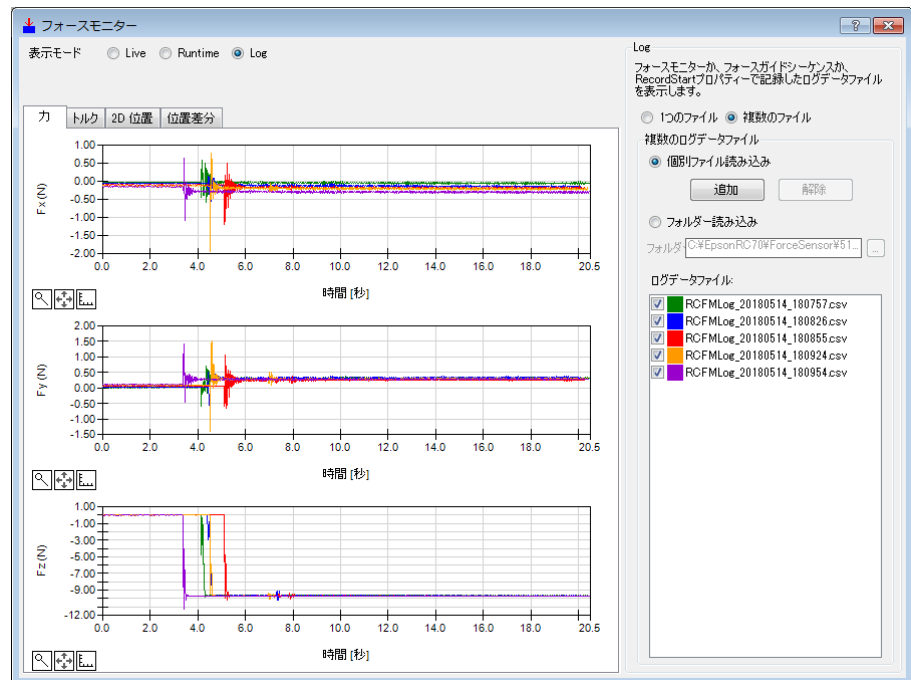 フォースモニター
表示モード Live Runtime Log
力 トルク 2D 位置 位置差分
Fx (N)
1.00
0.50
0.00
-0.50
-1.00
-1.50
-2.00
0.0 2.0 4.0 6.0 8.0 10.0 12.0 14.0 16.0 18.0 20.5
時間 [秒]
Fy (N)
2.00
1.50
1.00
0.50
0.00
-0.50
-1.00
-1.50
0.0 2.0 4.0 6.0 8.0 10.0 12.0 14.0 16.0 18.0 20.5
時間 [秒]
Fz (N)
1.00
-1.00
-3.00
-5.00
-7.00
-9.00
-12.00
0.0 2.0 4.0 6.0 8.0 10.0 12.0 14.0 16.0 18.0 20.5
時間 [秒]
Log
フォースモニターか、フォースガイドシーケンスか、
RecordStartプロパティーで記録したログデータファイル
を表示します。
1つのファイル 複数のファイル
複数のログデータファイル
個別ファイル読み込み
追加 解除
フォルダー読み込み
フォルダ C:¥EpsonRC70¥ForceSensor¥51... ...
ログデータファイル:
RCFMLog_20180514_180757.csv
RCFMLog_20180514_180826.csv
RCFMLog_20180514_180855.csv
RCFMLog_20180514_180924.csv
RCFMLog_20180514_180954.csv